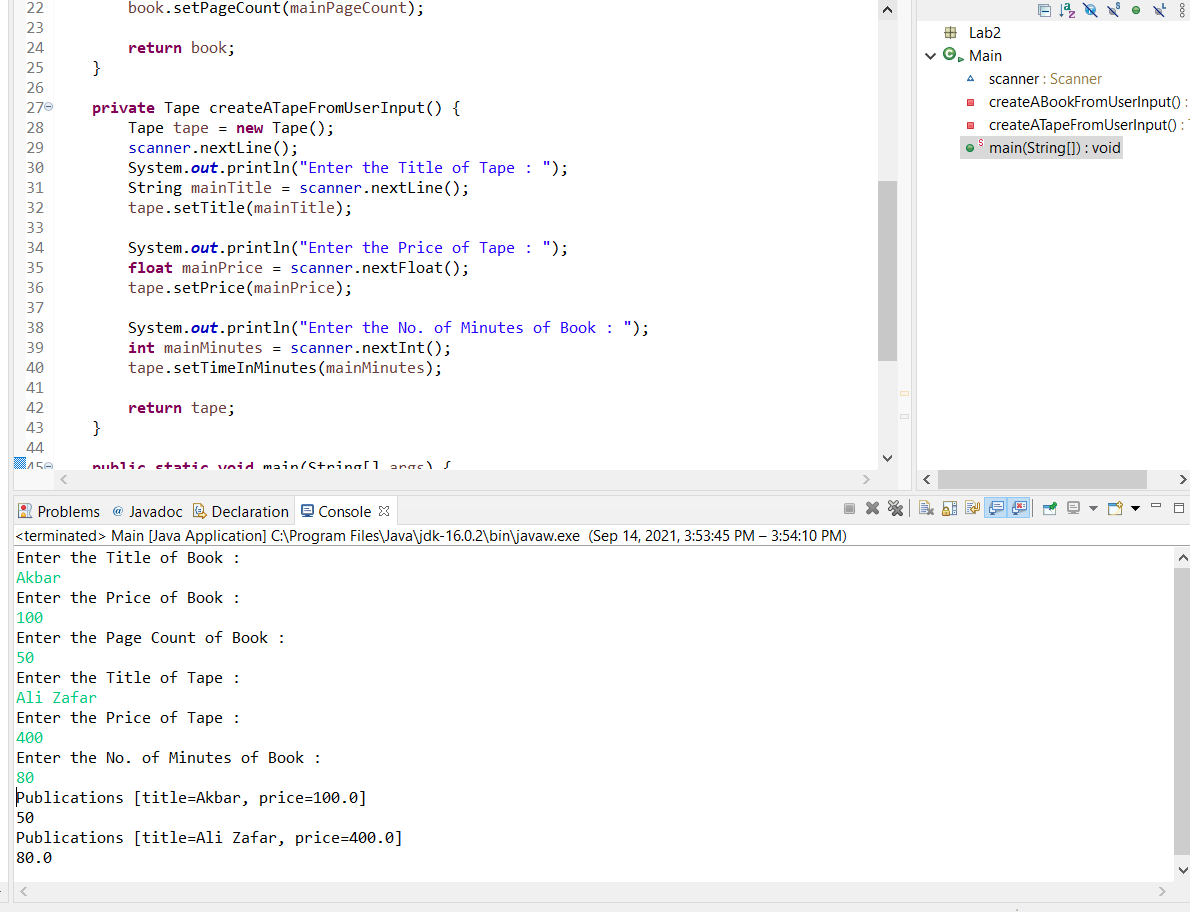 22 book.setPageCount(mainPageCount);
23
24 return book;
25 }
26
27 private Tape createATapeFromUserInput() {
28 Tape tape = new Tape();
29 scanner.nextLine();
30 System.out.println("Enter the Title of Tape : ");
31 String mainTitle = scanner.nextLine();
32 tape.setTitle(mainTitle);
33
34 System.out.println("Enter the Price of Tape : ");
35 float mainPrice = scanner.nextFloat();
36 tape.setPrice(mainPrice);
37
38 System.out.println("Enter the No. of Minutes of Book : ");
39 int mainMinutes = scanner.nextInt();
40 tape.setTimeInMinutes(mainMinutes);
41
42 return tape;
43 }
44
45 public static void main(String[] args) {
Lab2
Main
scanner : Scanner
createABookFromUserInput() :
createATapeFromUserInput() :
main(String[]) : void
Problems @ Javadoc Declaration Console
<terminated> Main [Java Application] C:\Program Files\Java\jdk-16.0.2\bin\javaw.exe (Sep 14, 2021, 3:53:45 PM – 3:54:10 PM)
Enter the Title of Book :
Akbar
Enter the Price of Book :
100
Enter the Page Count of Book :
50
Enter the Title of Tape :
Ali Zafar
Enter the Price of Tape :
400
Enter the No. of Minutes of Book :
80
Publications [title=Akbar, price=100.0]
50
Publications [title=Ali Zafar, price=400.0]
80.0